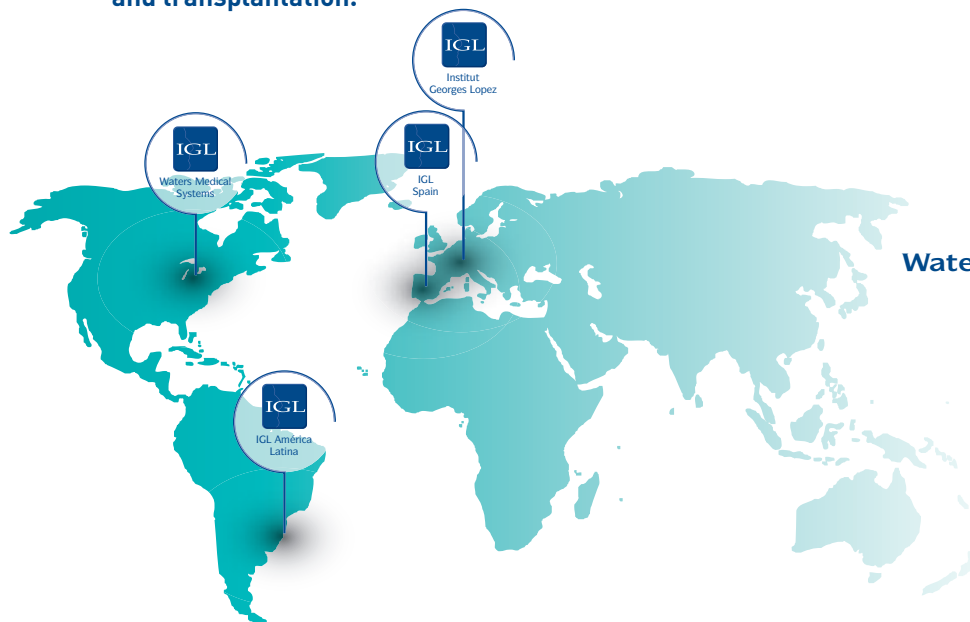 and transplantation.
IGL
Institut
Georges Lopez
IGL
Waters Medical
Systems
IGL
IGL
Spain
Wate
IGL
IGL América
Latina